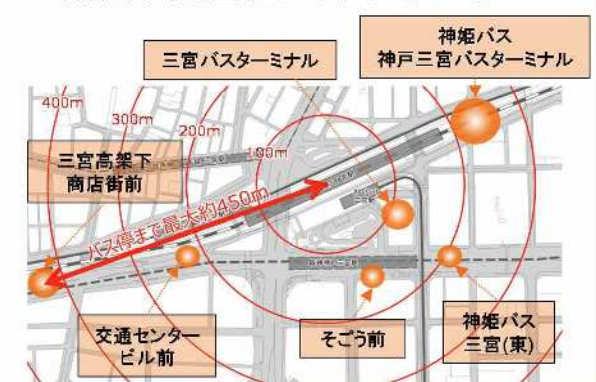 神姫バス
神戸三宮バスターミナル
三宮バスターミナル
400m
300m
200m
100m
三宮高架下
商店街前
バス停まで最大約450m
交通センター
ビル前
そごう前
神姫バス
三宮(東)